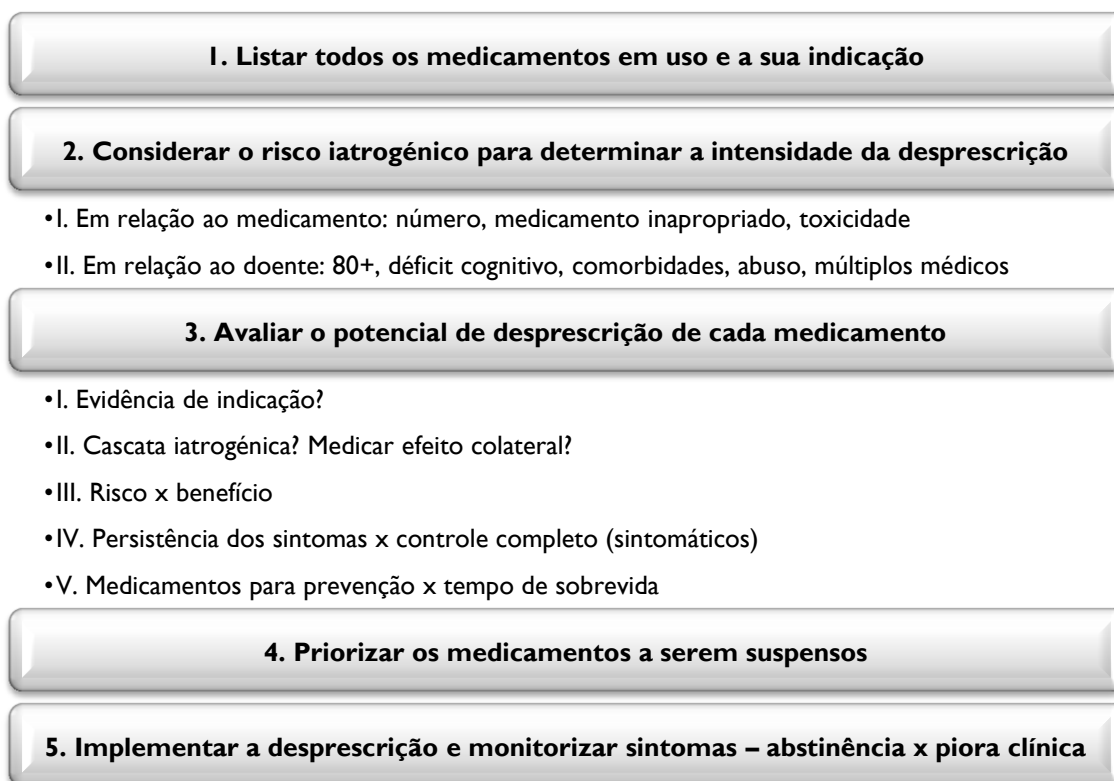 1. Listar todos os medicamentos em uso e a sua indicação
2. Considerar o risco iatrogénico para determinar a intensidade da desprescrição
•I. Em relação ao medicamento: número, medicamento inapropriado, toxicidade
•II. Em relação ao doente: 80+, déficit cognitivo, comorbidades, abuso, múltiplos médicos
3. Avaliar o potencial de desprescrição de cada medicamento
•I. Evidência de indicação?
•II. Cascata iatrogénica? Medicar efeito colateral?
•III. Risco x benefício
•IV. Persistência dos sintomas x controle completo (sintomáticos)
•V. Medicamentos para prevenção x tempo de sobrevida
4. Priorizar os medicamentos a serem suspensos
5. Implementar a desprescrição e monitorizar sintomas – abstinência x piora clínica